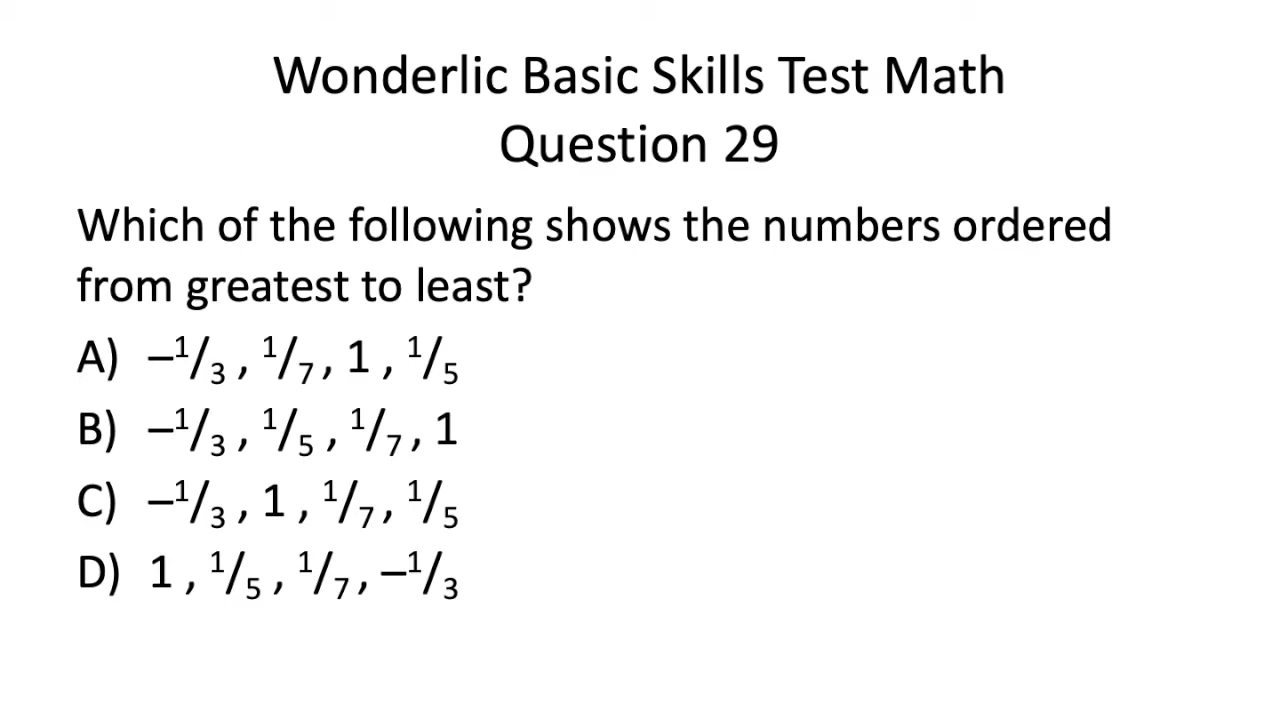 Wonderlic Basic Skills Test Math
Question 29
Which of the following shows the numbers ordered
from greatest to least?
A) –¹/₃ , ¹/₇ , 1 , ¹/₅
B) –¹/₃ , ¹/₅ , ¹/₇ , 1
C) –¹/₃ , 1 , ¹/₇ , ¹/₅
D) 1 , ¹/₅ , ¹/₇ , –¹/₃